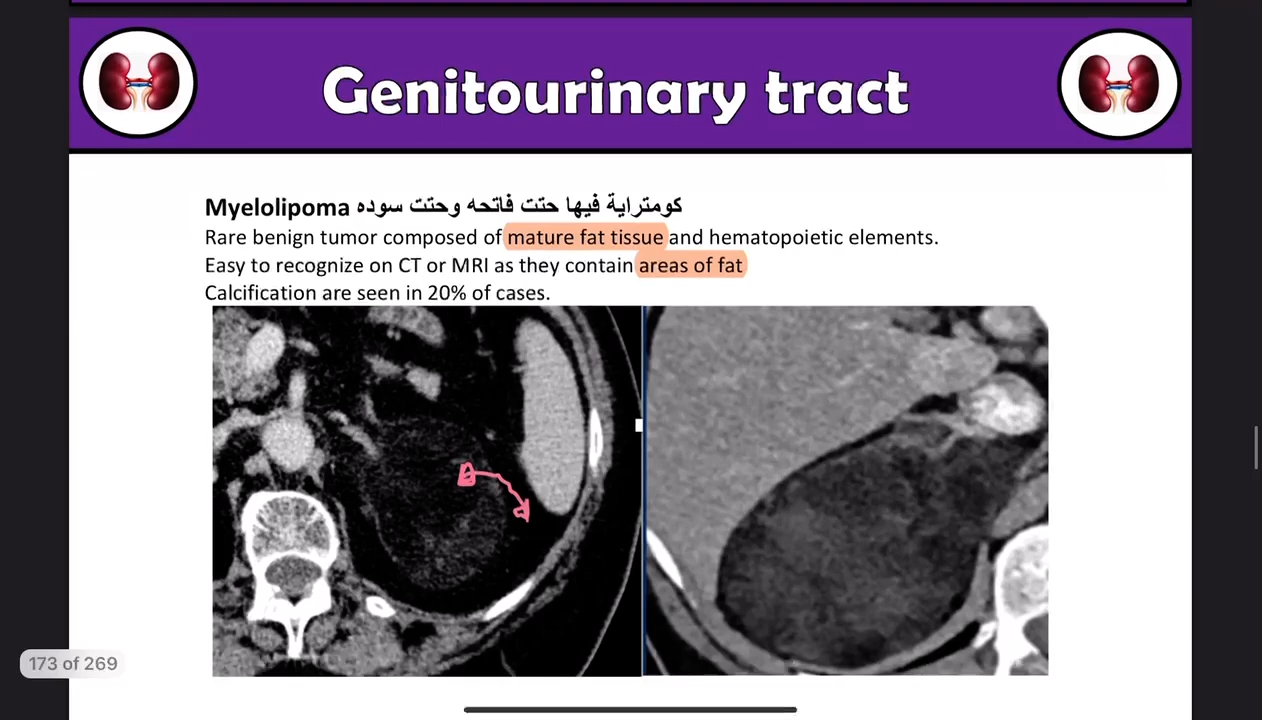 Genitourinary tract
Myelolipoma كومتراية فيها حتت فاتحه وحتت سوده
Rare benign tumor composed of mature fat tissue and hematopoietic elements.
Easy to recognize on CT or MRI as they contain areas of fat
Calcification are seen in 20% of cases.
173 of 269